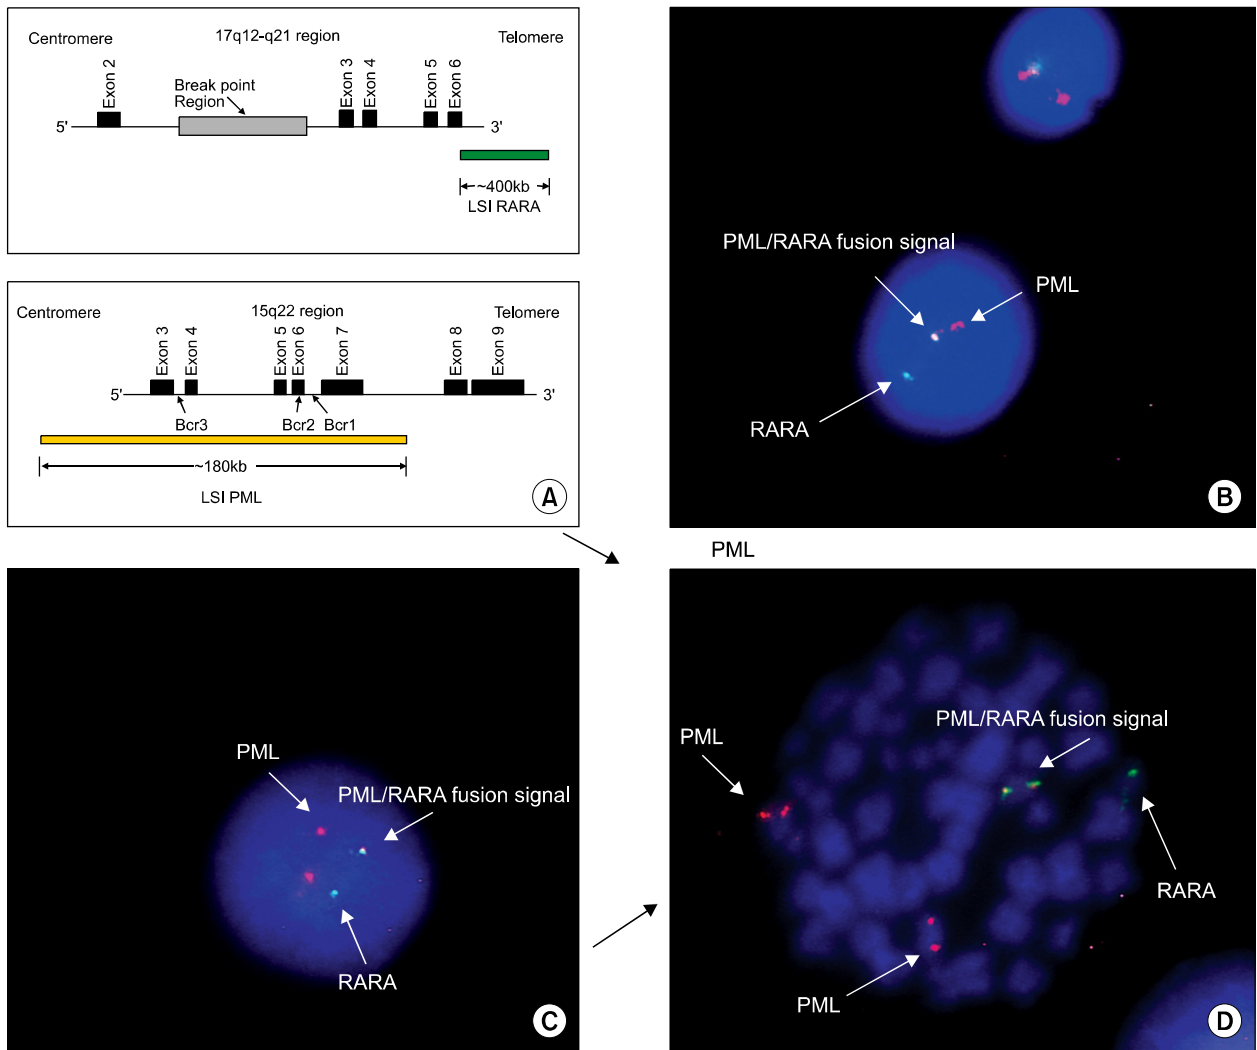 Centromere
17q12-q21 region
Telomere
Exon 2
Break point
Region
Exon 3
Exon 4
Exon 5
Exon 6
5'
3'
~400kb
LSI RARA
Centromere
15q22 region
Telomere
Exon 3
Exon 4
Exon 5
Exon 6
Exon 7
Exon 8
Exon 9
5'
3'
Bcr3
Bcr2
Bcr1
~180kb
LSI PML
A
PML/RARA fusion signal
PML
RARA
B
PML
PML
PML/RARA fusion signal
RARA
C
PML/RARA fusion signal
PML
RARA
PML
D